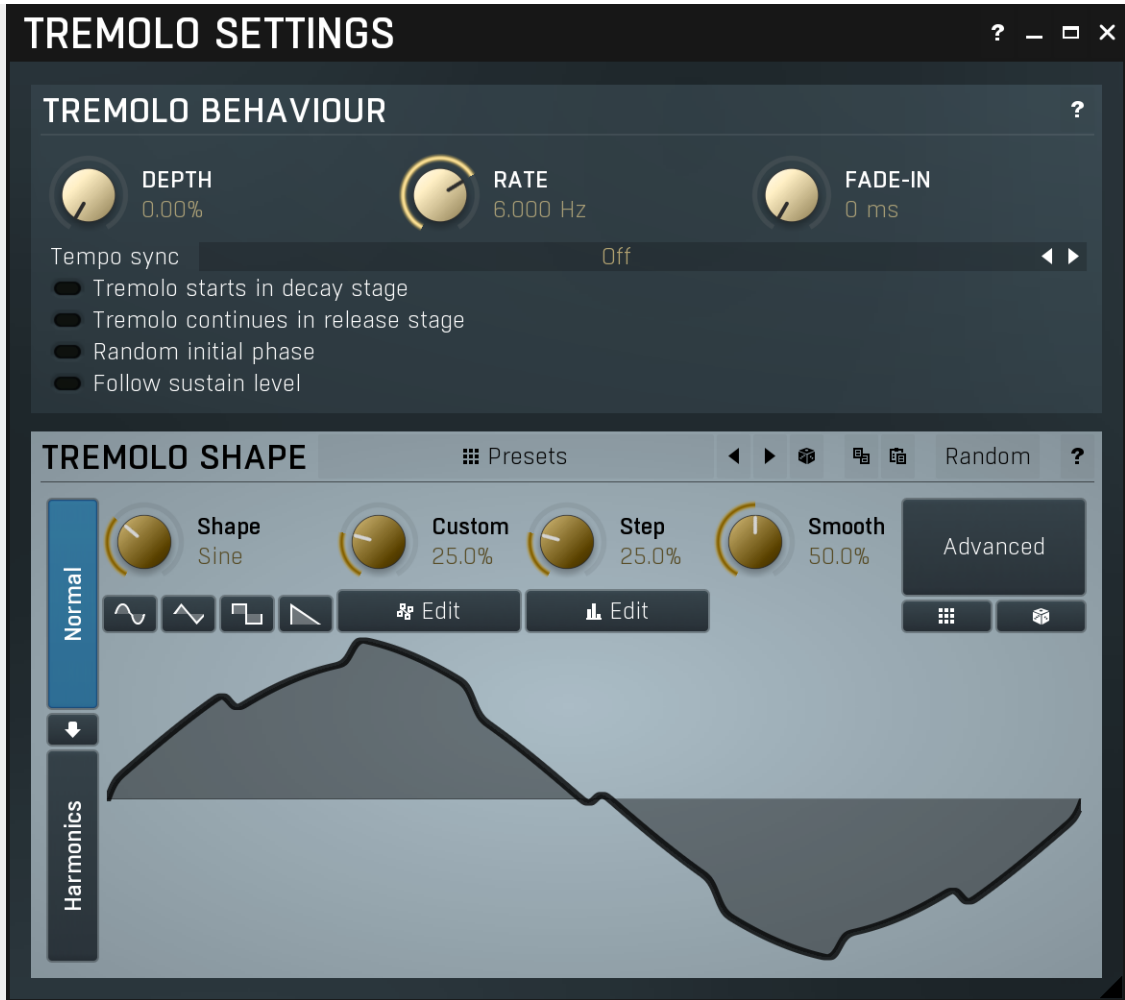 TREMOLO SETTINGS ?
TREMOLO BEHAVIOUR ?
DEPTH RATE FADE-IN
0.00% 6.000 Hz 0 ms
Tempo sync Off
Tremolo starts in decay stage
Tremolo continues in release stage
Random initial phase
Follow sustain level
TREMOLO SHAPE Presets Random ?
Normal
Shape Custom Step Smooth
Sine 25.0% 25.0% 50.0%
Advanced
Edit Edit
Harmonics